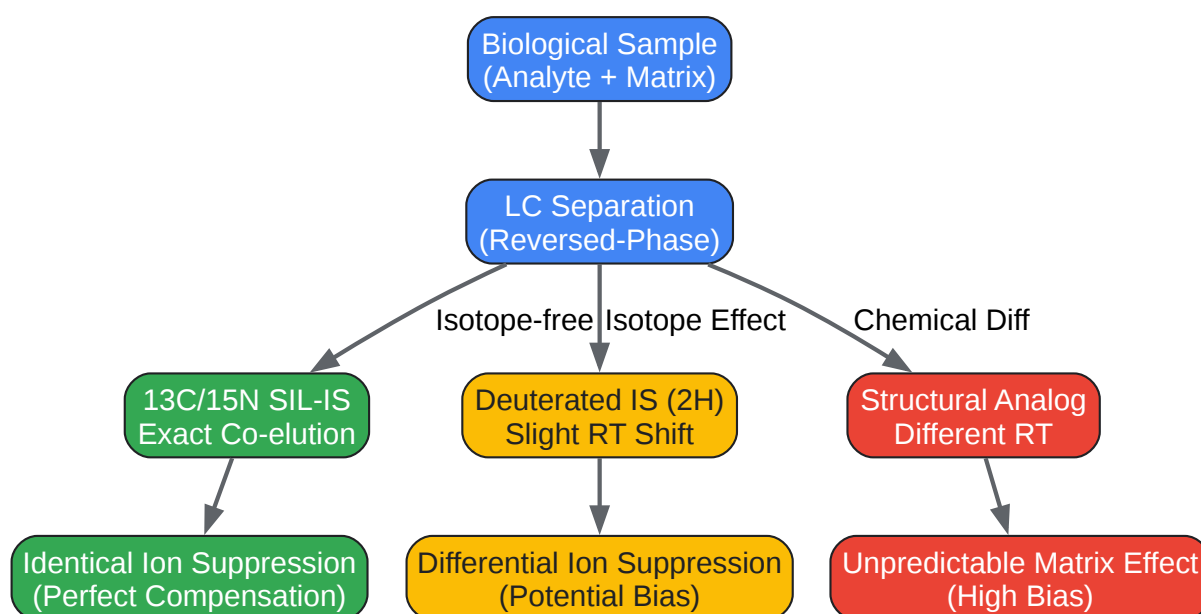 Biological Sample
(Analyte + Matrix)
LC Separation
(Reversed-Phase)
Isotope-free
Isotope Effect
Chemical Diff
13C/15N SIL-IS
Exact Co-elution
Deuterated IS (2H)
Slight RT Shift
Structural Analog
Different RT
Identical Ion Suppression
(Perfect Compensation)
Differential Ion Suppression
(Potential Bias)
Unpredictable Matrix Effect
(High Bias)